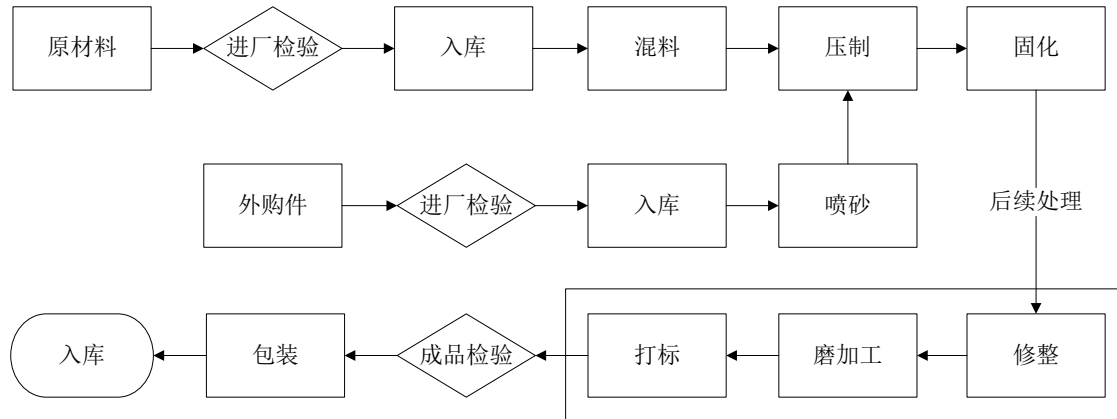 原材料
进厂检验
入库
混料
压制
固化
外购件
进厂检验
入库
喷砂
后续处理
入库
包装
成品检验
打标
磨加工
修整